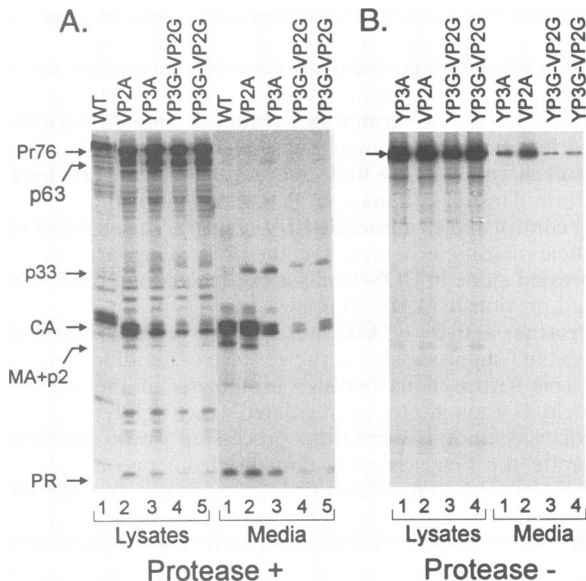 A.
B.
WT VP2A YP3A YP3G-VP2G YP3G-VP2G WT VP2A YP3A YP3G-VP2G YP3G-VP2G
YP3A VP2A YP3G-VP2G YP3G-VP2G YP3A VP2A YP3G-VP2G YP3G-VP2G
Pr76
p63
p33
CA
MA+p2
PR
1 2 3 4 5 1 2 3 4 5
1 2 3 4 1 2 3 4
Lysates Media
Lysates Media
Protease +
Protease -